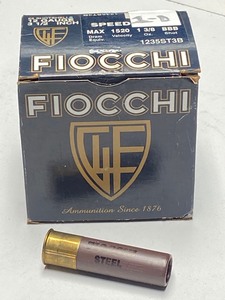 12 GAUGE
3 1/2 INCH
SPEED
MAX 1520 1 3/8 BBB
Dram Velocity Oz. Shot
Equiv.
1235ST3B
FIOCCHI
GFL
Ammunition Since 1876
STEEL